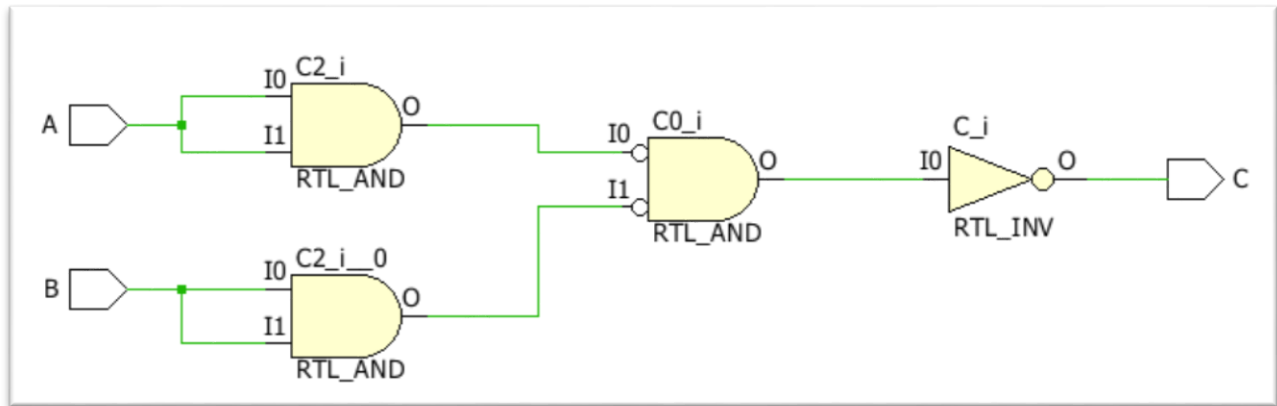 A
I0
I1
C2_i
O
RTL_AND
B
I0
I1
C2_i__0
O
RTL_AND
I0
I1
C0_i
O
RTL_AND
I0
C_i
O
RTL_INV
C